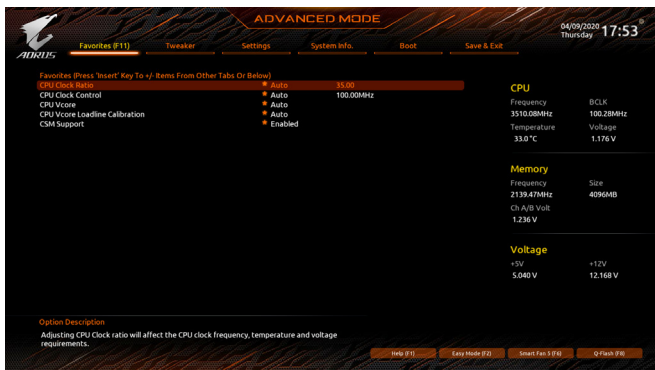 ADVANCED MODE
04/09/2020
Thursday
17:53
AORUS
Favorites (F11) Tweaker Settings System Info. Boot Save & Exit
Favorites (Press 'Insert' Key To +/- Items From Other Tabs Or Below)
CPU Clock Ratio Auto 35.00
CPU Clock Control Auto 100.00MHz
CPU Vcore Auto
CPU Vcore Loadline Calibration Auto
CSM Support Enabled
CPU
Frequency BCLK
3510.08MHz 100.28MHz
Temperature Voltage
33.0 °C 1.176 V
Memory
Frequency Size
2139.47MHz 4096MB
Ch A/B Volt
1.236 V
Voltage
+5V +12V
5.040 V 12.168 V
Option Description
Adjusting CPU Clock ratio will affect the CPU clock frequency, temperature and voltage
requirements.
Help (F1) Easy Mode (F2) Smart Fan 5 (F6) Q-Flash (F8)